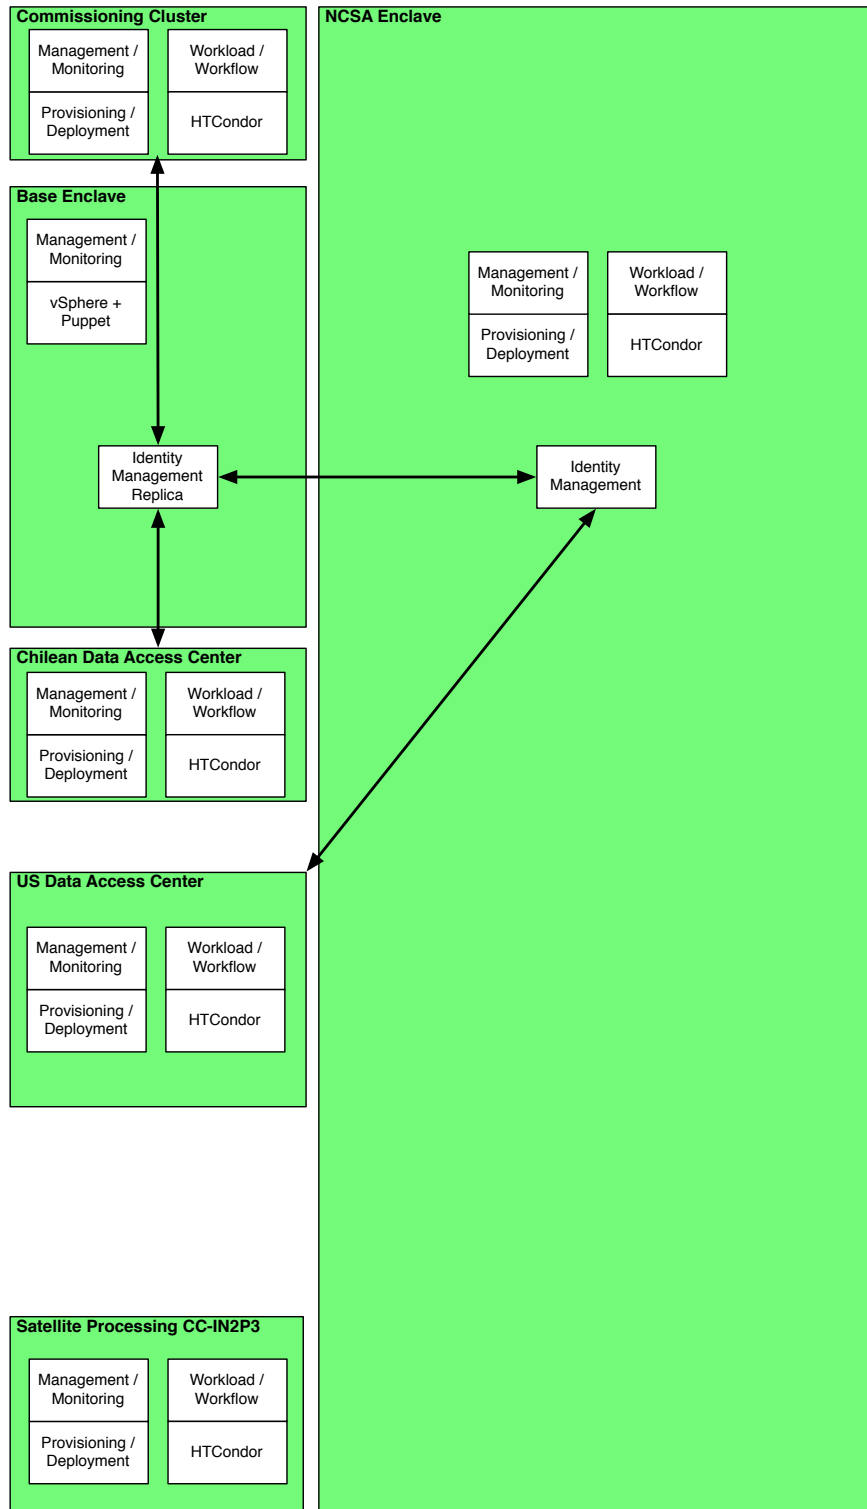 Commissioning Cluster
Management /
Monitoring
Provisioning /
Deployment
Workload /
Workflow
HTCondor
Base Enclave
Management /
Monitoring
vSphere +
Puppet
Identity
Management
Replica
Chilean Data Access Center
Management /
Monitoring
Provisioning /
Deployment
Workload /
Workflow
HTCondor
US Data Access Center
Management /
Monitoring
Provisioning /
Deployment
Workload /
Workflow
HTCondor
Satellite Processing CC-IN2P3
Management /
Monitoring
Provisioning /
Deployment
Workload /
Workflow
HTCondor
NCSA Enclave
Management /
Monitoring
Provisioning /
Deployment
Workload /
Workflow
HTCondor
Identity
Management